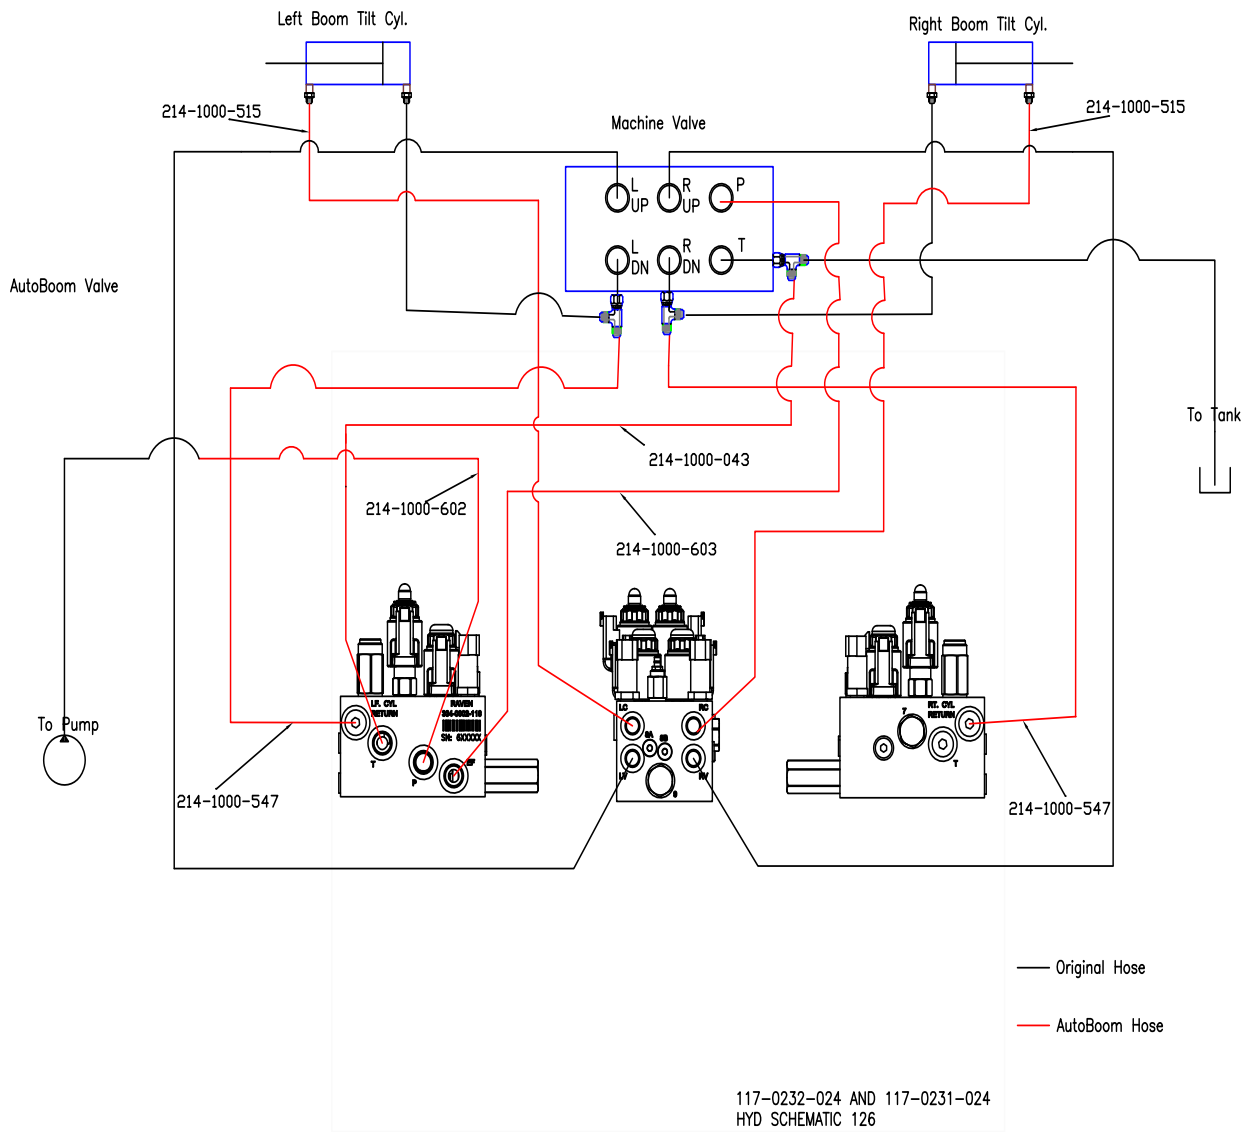 Left Boom Tilt Cyl.
Right Boom Tilt Cyl.
214-1000-515
214-1000-515
Machine Valve
L
UP
R
UP
P
L
DN
R
DN
T
AutoBoom Valve
To Tank
214-1000-043
214-1000-602
214-1000-603
LF. CYL
RETURN
RAVEN
SN:
T
P
LC
RC
LV
RV
T
RT. CYL
RETURN
T
To Pump
214-1000-547
214-1000-547
Original Hose
AutoBoom Hose
117-0232-024 AND 117-0231-024
HYD SCHEMATIC 126